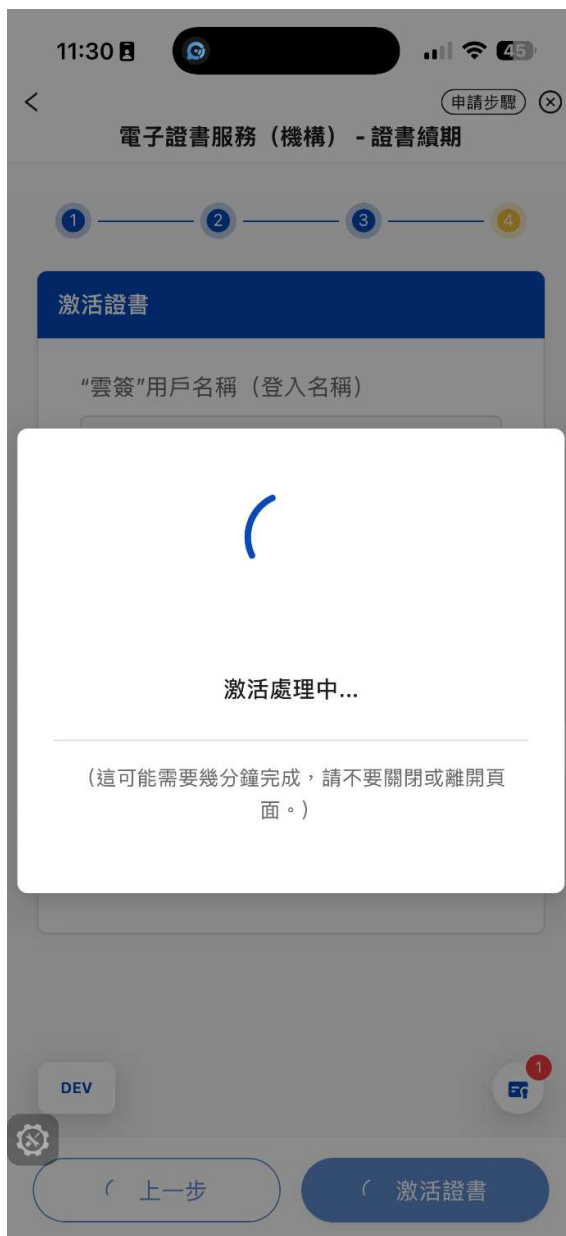 11:30
45
申請步驟
電子證書服務（機構） - 證書續期
1
2
3
4
激活證書
“雲簽”用戶名稱（登入名稱）
激活處理中...
（這可能需要幾分鐘完成，請不要關閉或離開頁
面。）
DEV
1
上一步
激活證書